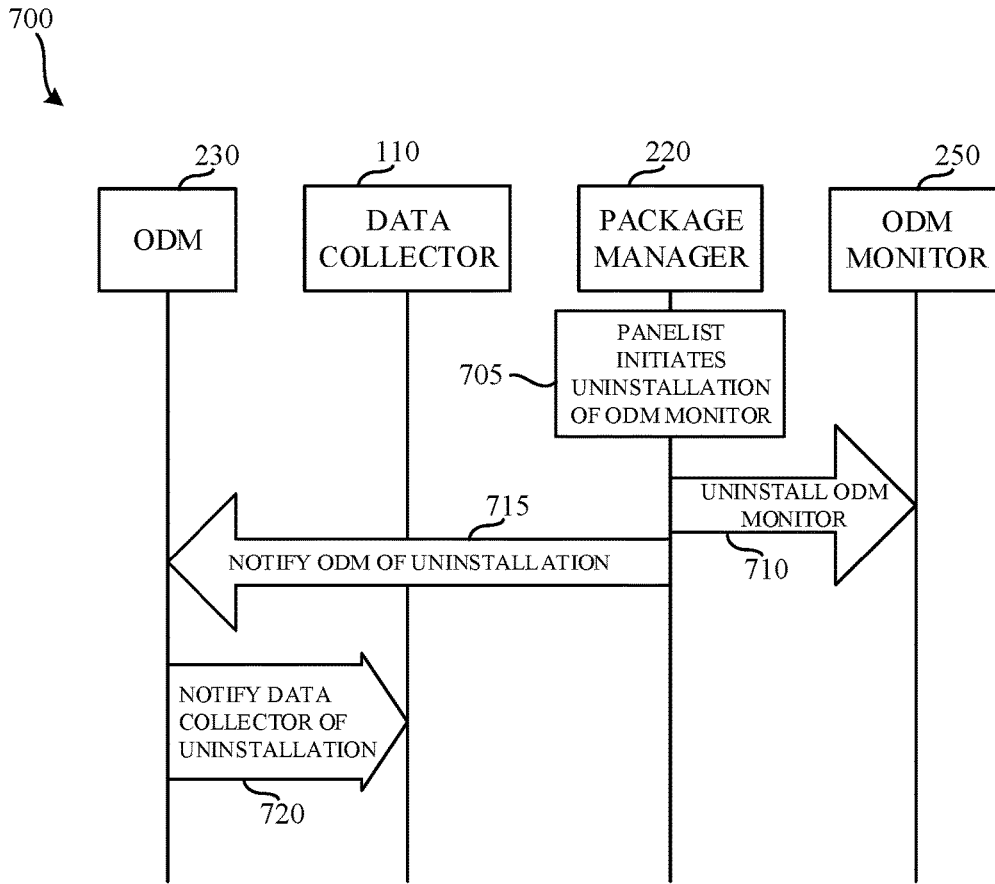 700
230
110
220
250
ODM
DATA
COLLECTOR
PACKAGE
MANAGER
ODM
MONITOR
705
PANELIST
INITIATES
UNINSTALLATION
OF ODM MONITOR
UNINSTALL ODM
MONITOR
710
715
NOTIFY ODM OF UNINSTALLATION
NOTIFY DATA
COLLECTOR OF
UNINSTALLATION
720